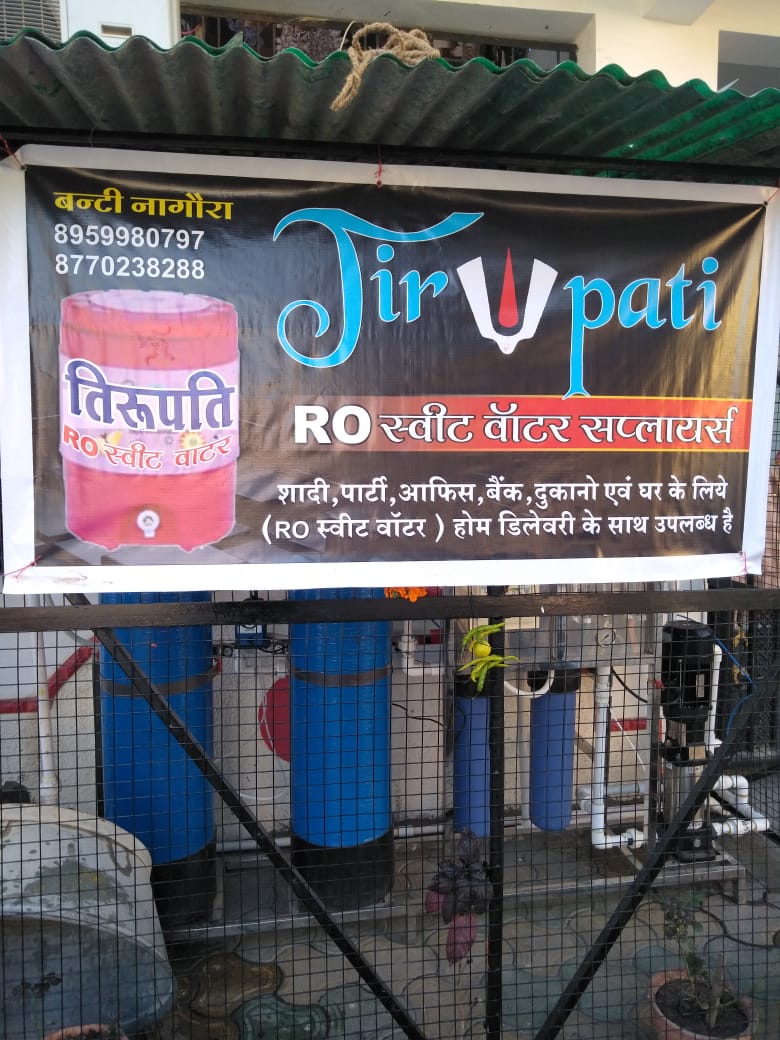 बन्टी नागौरा
8959980797
8770238288
Tirupati
तिरूपति
RO स्वीट वाटर
RO स्वीट वॉटर सप्लायर्स
शादी,पार्टी,आफिस,बैंक,दुकानो एवं घर के लिये
(RO स्वीट वॉटर ) होम डिलेवरी के साथ उपलब्ध है